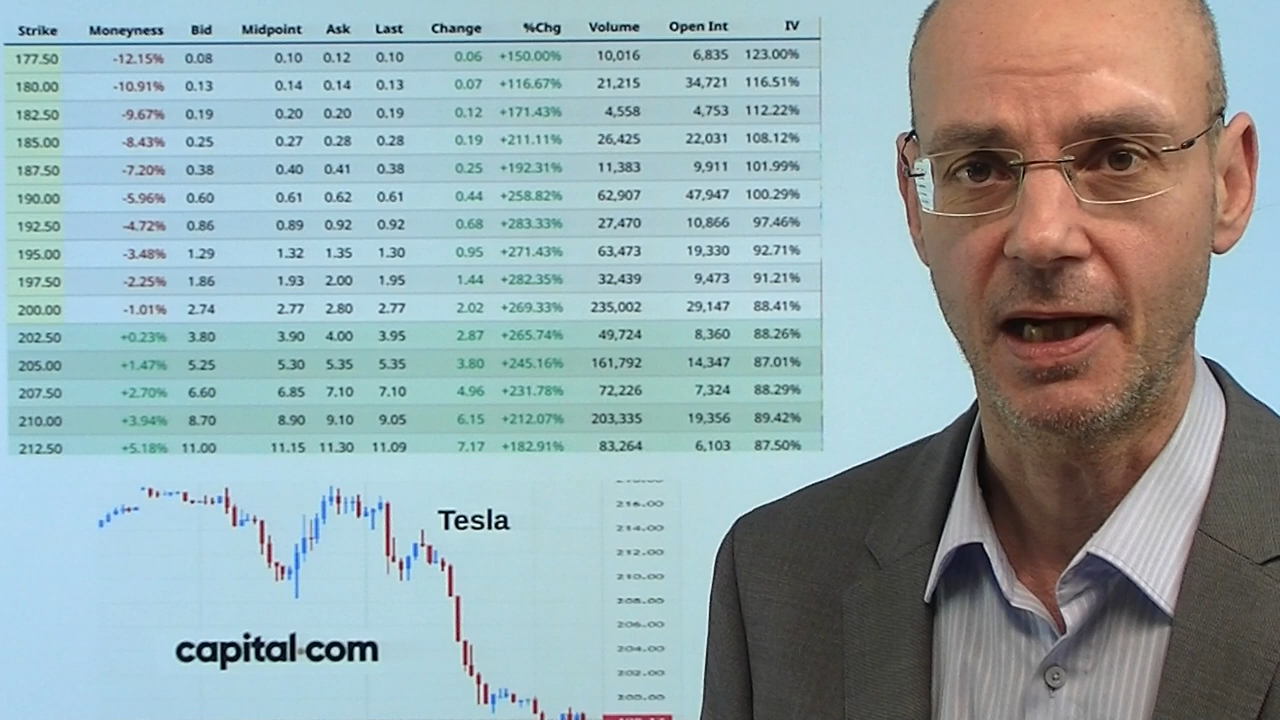 Strike Moneyness Bid Midpoint Ask Last Change %Chg Volume Open Int IV
177.50 -12.15% 0.08 0.10 0.12 0.10 0.06 +150.00% 10,016 6,835 123.00%
180.00 -10.91% 0.13 0.14 0.14 0.13 0.07 +116.67% 21,215 34,721 116.51%
182.50 -9.67% 0.19 0.20 0.20 0.19 0.12 +171.43% 4,558 4,753 112.22%
185.00 -8.43% 0.25 0.27 0.28 0.28 0.19 +211.11% 26,425 22,031 108.12%
187.50 -7.20% 0.38 0.40 0.41 0.38 0.25 +192.31% 11,383 9,911 101.99%
190.00 -5.96% 0.60 0.61 0.62 0.61 0.44 +258.82% 62,907 47,947 100.29%
192.50 -4.72% 0.86 0.89 0.92 0.92 0.68 +283.33% 27,470 10,866 97.46%
195.00 -3.48% 1.29 1.32 1.35 1.30 0.95 +271.43% 63,473 19,330 92.71%
197.50 -2.25% 1.86 1.93 2.00 1.95 1.44 +282.35% 32,439 9,473 91.21%
200.00 -1.01% 2.74 2.77 2.80 2.77 2.02 +269.33% 235,002 29,147 88.41%
202.50 +0.23% 3.80 3.90 4.00 3.95 2.87 +265.74% 49,724 8,360 88.26%
205.00 +1.47% 5.25 5.30 5.35 5.35 3.80 +245.16% 161,792 14,347 87.01%
207.50 +2.70% 6.60 6.85 7.10 7.10 4.96 +231.78% 72,226 7,324 88.29%
210.00 +3.94% 8.70 8.90 9.10 9.05 6.15 +212.07% 203,335 19,356 89.42%
212.50 +5.18% 11.00 11.15 11.30 11.09 7.17 +182.91% 83,264 6,103 87.50%
216.00
Tesla
214.00
212.00
210.00
208.00
206.00
204.00
capital.com
202.00
200.00